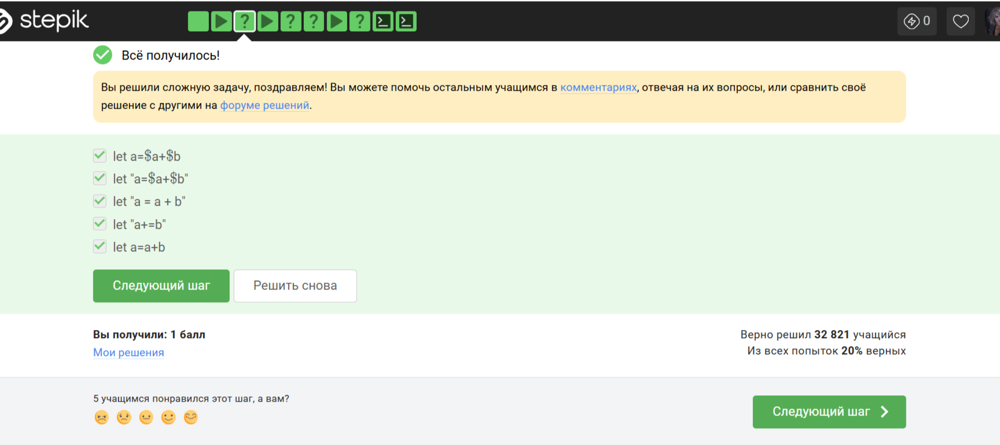 stepik
0
Всё получилось!
Вы решили сложную задачу, поздравляем! Вы можете помочь остальным учащимся в комментариях, отвечая на их вопросы, или сравнить своё
решение с другими на форуме решений.
let a=$a+$b
let "a=$a+$b"
let "a = a + b"
let "a+=b"
let a=a+b
Следующий шаг
Решить снова
Вы получили: 1 балл
Мои решения
Верно решил 32 821 учащийся
Из всех попыток 20% верных
5 учащимся понравился этот шаг, а вам?
Следующий шаг